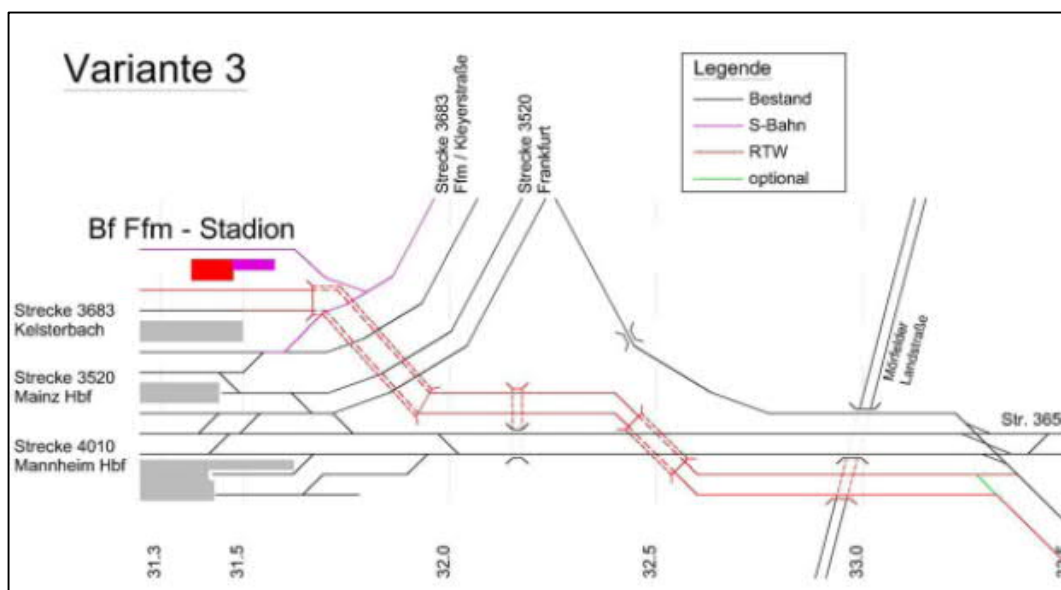 Variante 3
Legende
Bestand
S-Bahn
RTW
optional
Strecke 3683
Ffm / Kleyerstraße
Strecke 3520
Frankfurt
Bf Ffm - Stadion
Strecke 3683
Kelsterbach
Strecke 3520
Mainz Hbf
Strecke 4010
Mannheim Hbf
Mörfelder
Landstraße
Str. 365
31.3
31.5
32.0
32.5
33.0